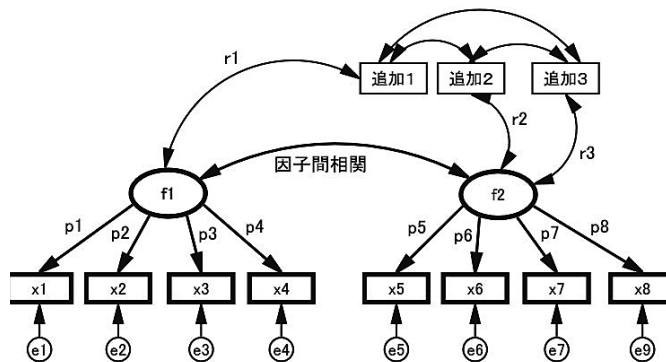 r1
追加1 追加2 追加3
r2
r3
因子間相関
f1 f2
p1 p2 p3 p4 p5 p6 p7 p8
x1 x2 x3 x4 x5 x6 x7 x8
e1 e2 e3 e4 e5 e6 e7 e9